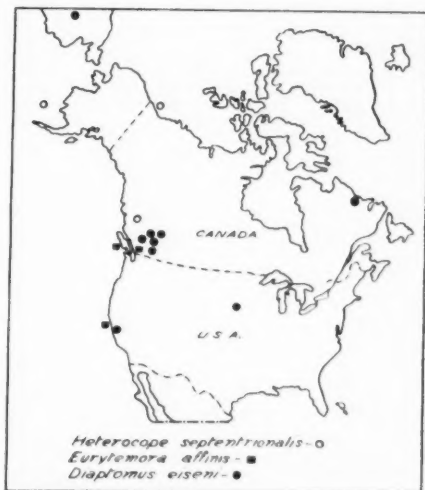 CANADA
U.S.A.
Heterocope septentrionalis-○
Eurytemora affinis-■
Diaptomus eiseni-●